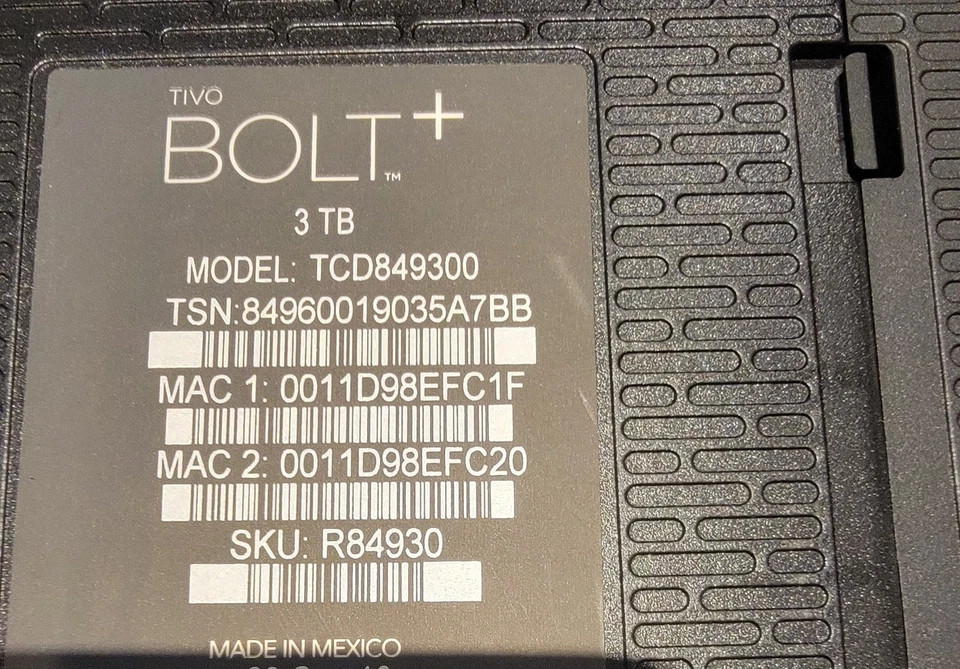 TIVO
BOLT+™
3 TB
MODEL: TCD849300
TSN:84960019035A7BB
MAC 1: 0011D98EFC1F
MAC 2: 0011D98EFC20
SKU: R84930
MADE IN MEXICO